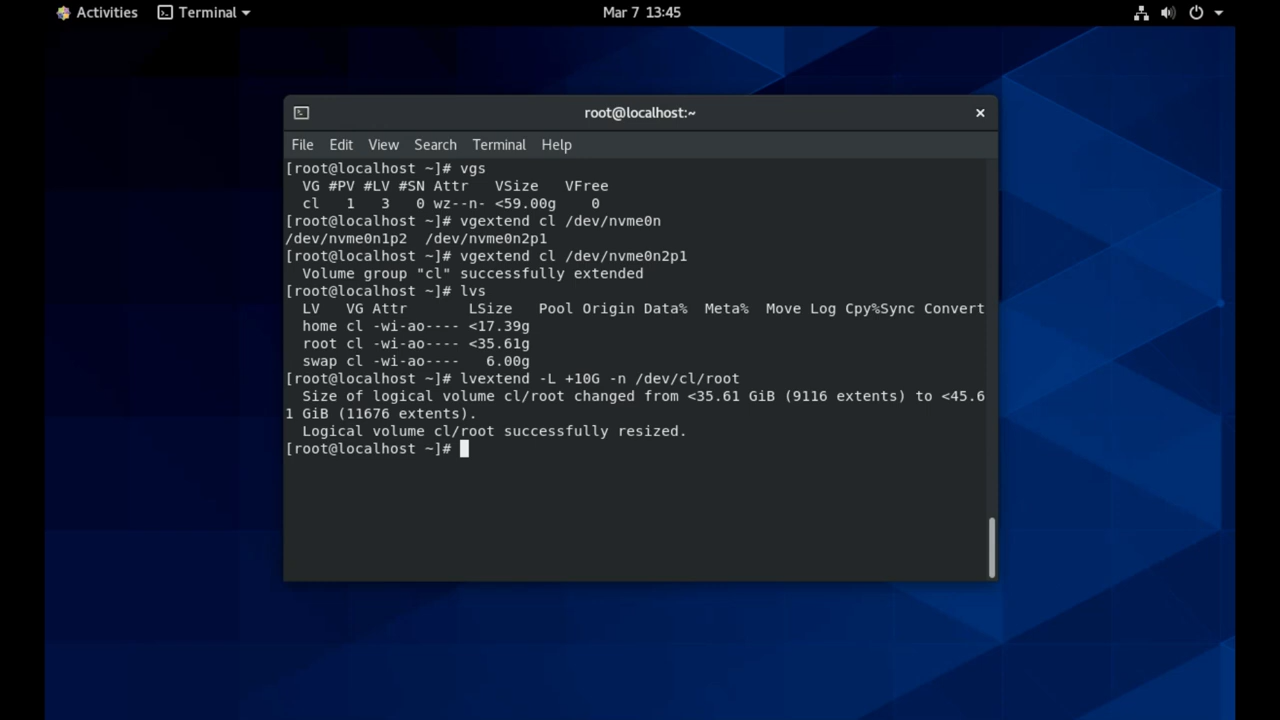 Activities Terminal Mar 7 13:45
root@localhost:~
File Edit View Search Terminal Help
[root@localhost ~]# vgs
  VG #PV #LV #SN Attr   VSize   VFree
  cl   1   3   0 wz--n- <59.00g    0
[root@localhost ~]# vgextend cl /dev/nvme0n
/dev/nvme0n1p2  /dev/nvme0n2p1
[root@localhost ~]# vgextend cl /dev/nvme0n2p1
  Volume group "cl" successfully extended
[root@localhost ~]# lvs
  LV   VG Attr       LSize   Pool Origin Data%  Meta%  Move Log Cpy%Sync Convert
  home cl -wi-ao---- <17.39g
  root cl -wi-ao---- <35.61g
  swap cl -wi-ao----   6.00g
[root@localhost ~]# lvextend -L +10G -n /dev/cl/root
  Size of logical volume cl/root changed from <35.61 GiB (9116 extents) to <45.6
1 GiB (11676 extents).
  Logical volume cl/root successfully resized.
[root@localhost ~]#